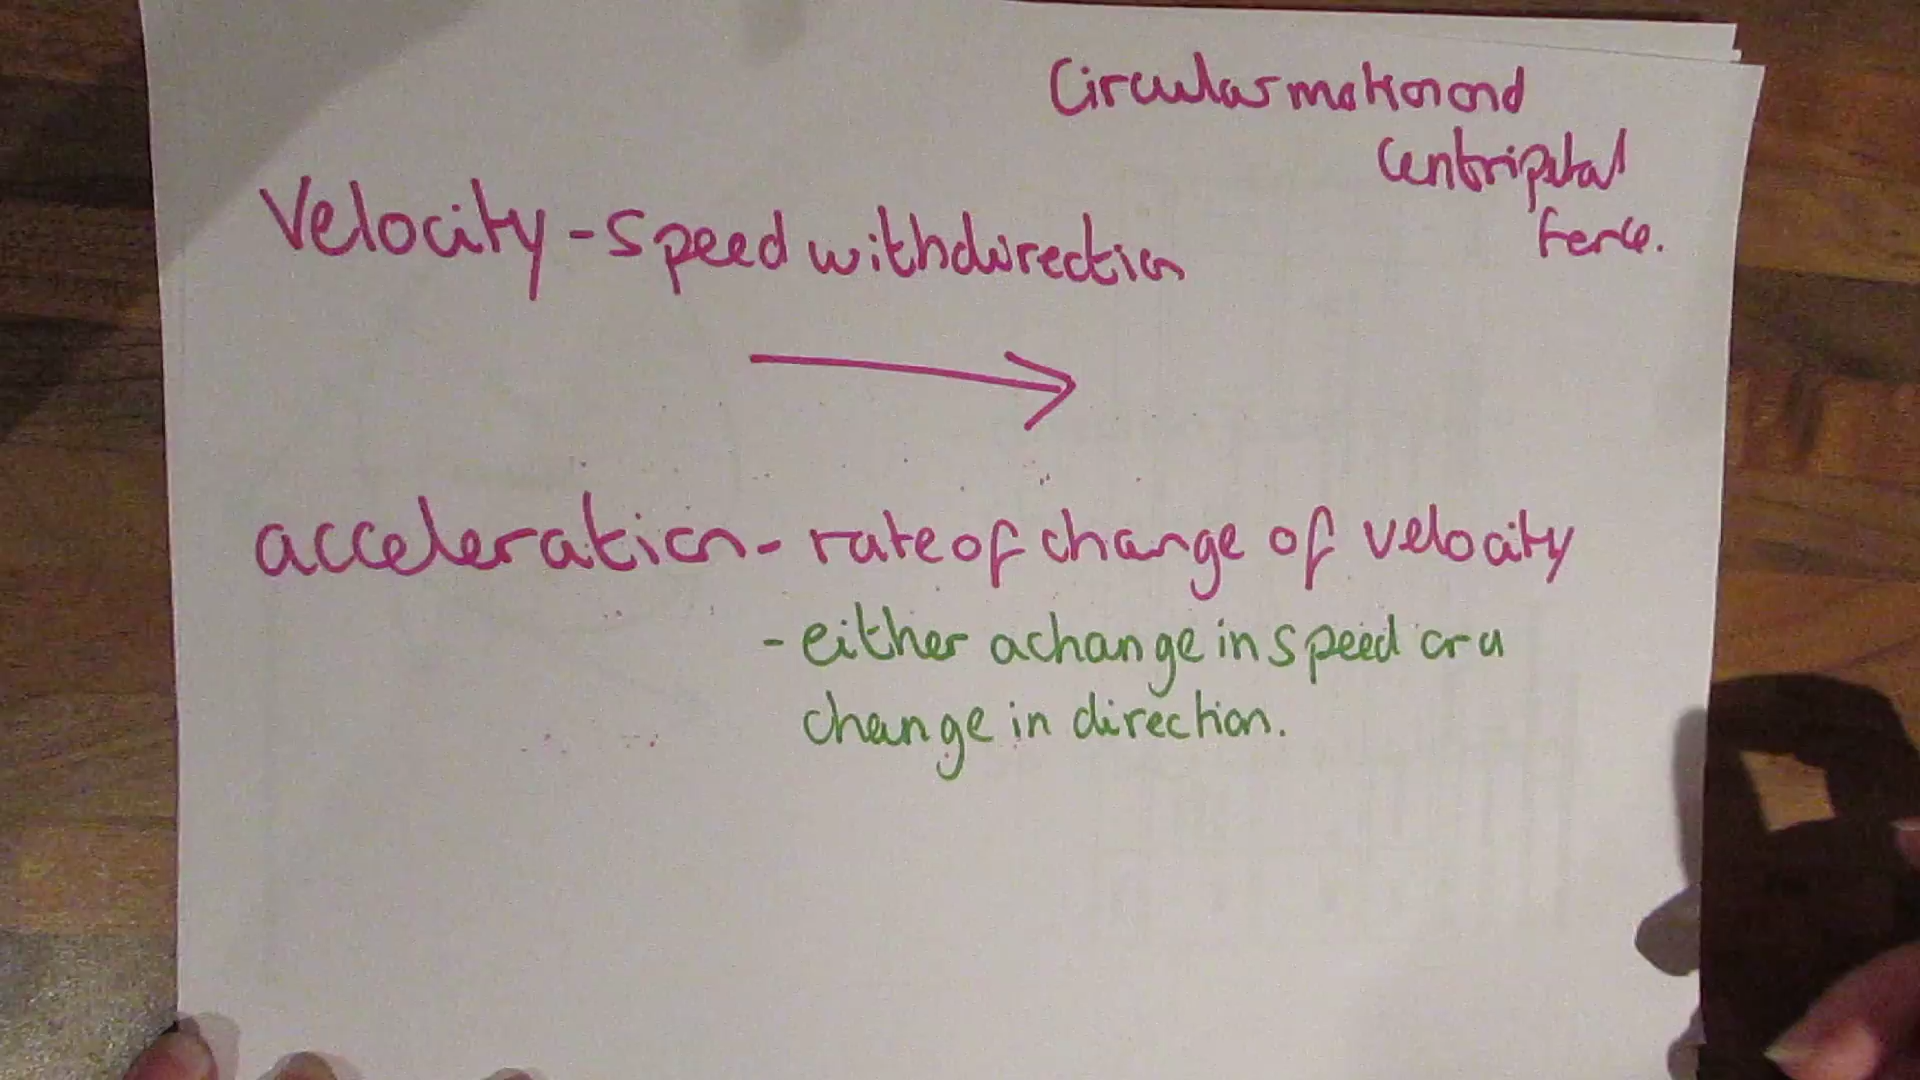 Circular motion and
centripetal
force.
Velocity - speed with direction
acceleration - rate of change of velocity
- either a change in speed or a
change in direction.